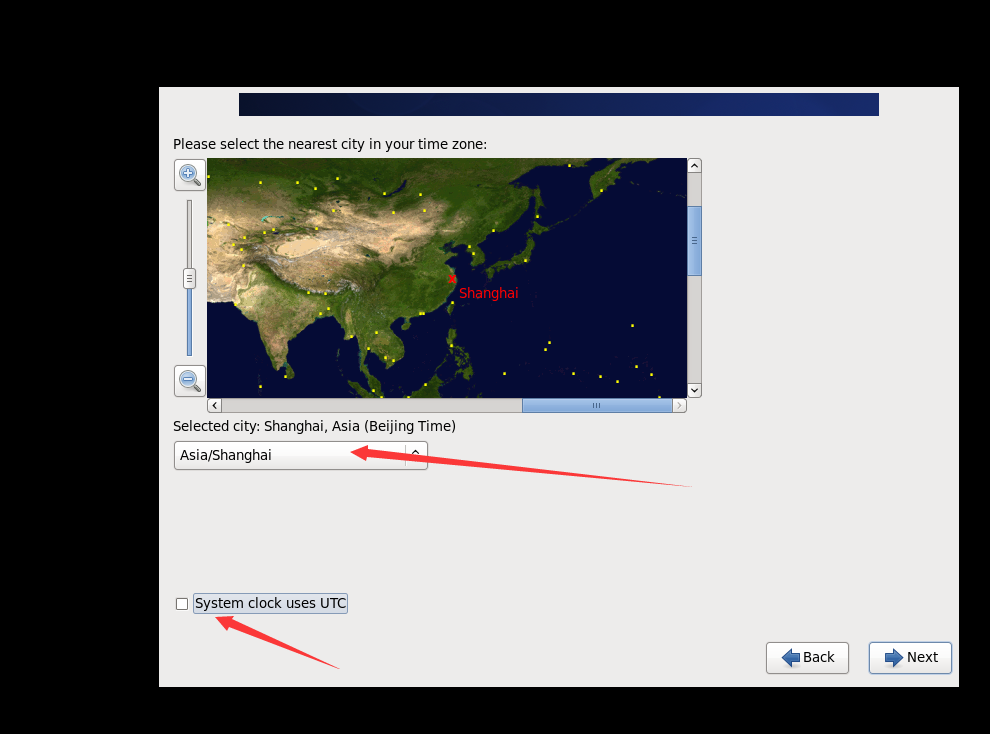 Please select the nearest city in your time zone:
Shanghai
Selected city: Shanghai, Asia (Beijing Time)
Asia/Shanghai
System clock uses UTC
Back
Next